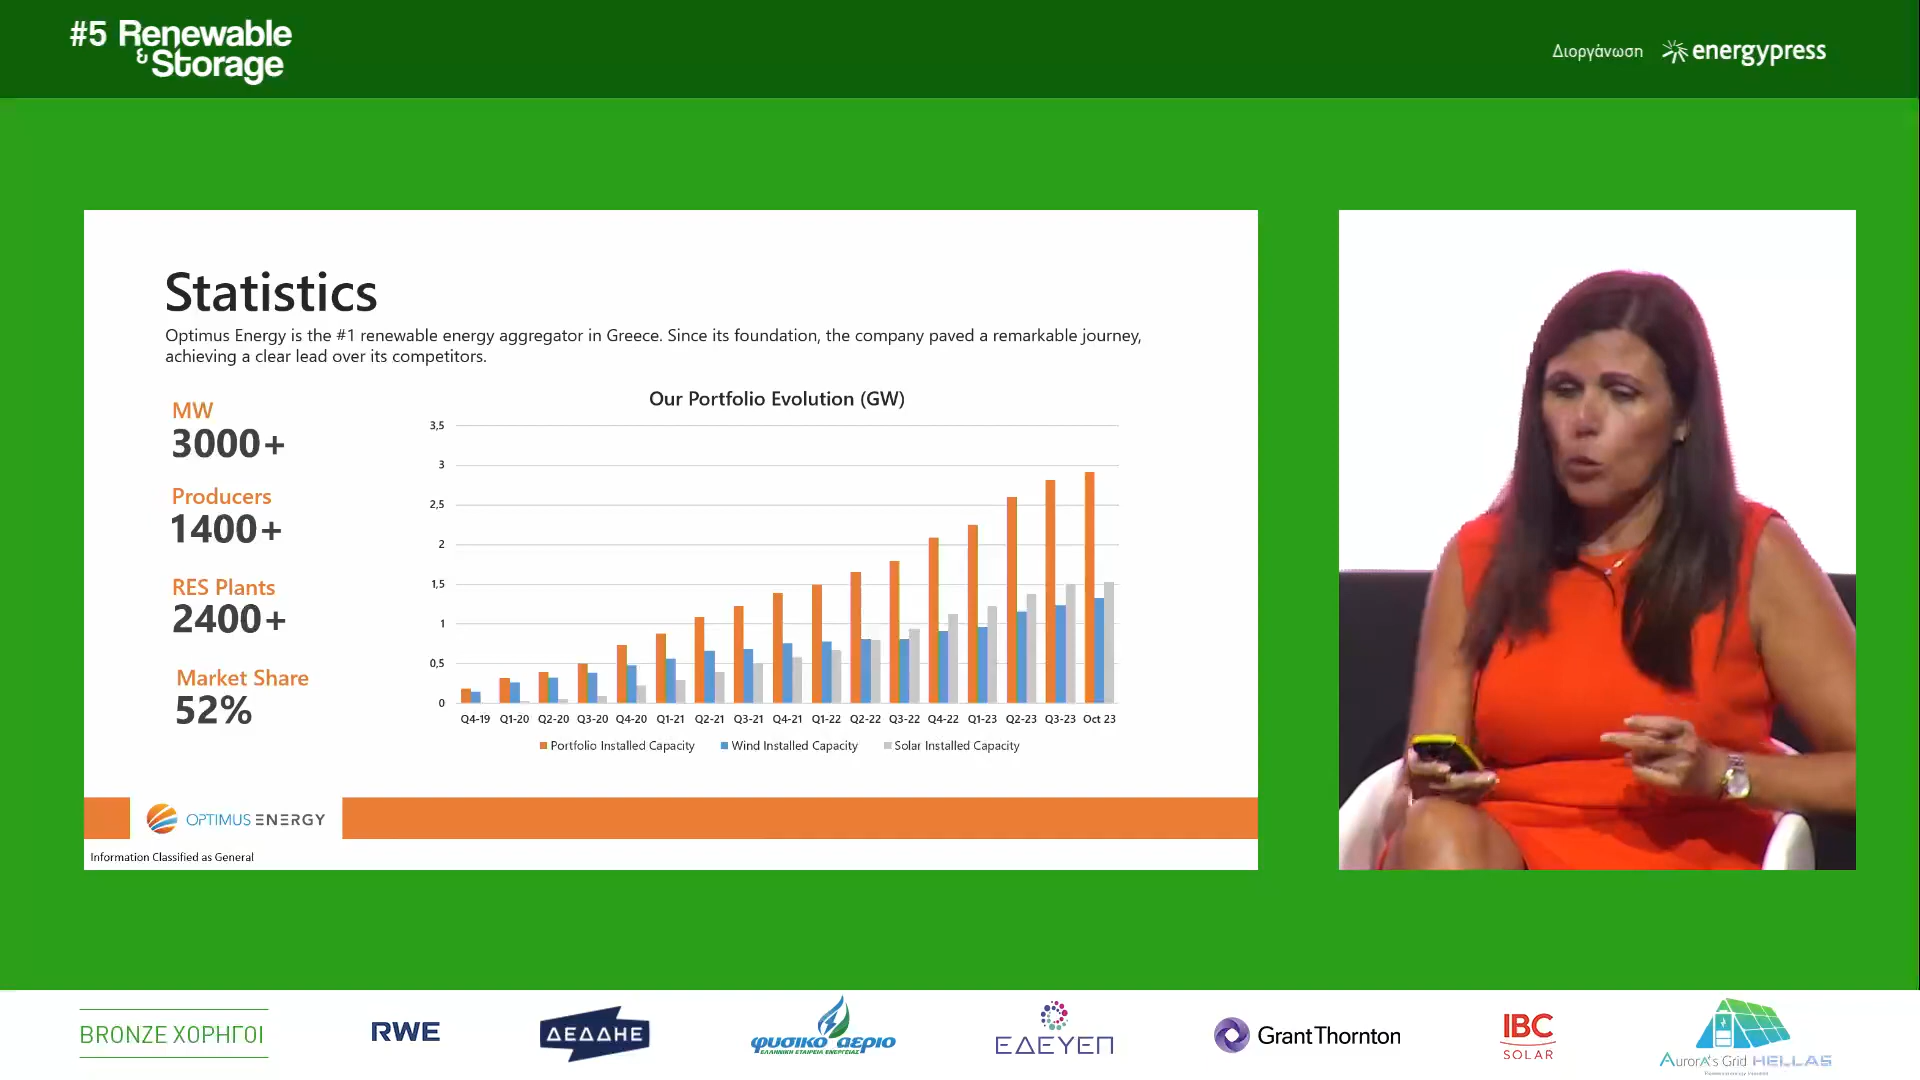 #5 Renewable
& Storage
Διοργάνωση energypress
Statistics
Optimus Energy is the #1 renewable energy aggregator in Greece. Since its foundation, the company paved a remarkable journey,
achieving a clear lead over its competitors.
MW
3000+
Producers
1400+
RES Plants
2400+
Market Share
52%
Our Portfolio Evolution (GW)
3,5
3
2,5
2
1,5
1
0,5
0
Q4-19 Q1-20 Q2-20 Q3-20 Q4-20 Q1-21 Q2-21 Q3-21 Q4-21 Q1-22 Q2-22 Q3-22 Q4-22 Q1-23 Q2-23 Q3-23 Oct 23
Portfolio Installed Capacity Wind Installed Capacity Solar Installed Capacity
OPTIMUS ENERGY
Information Classified as General
BRONZE ΧΟΡΗΓΟΙ
RWE
ΔΕΔΔΗΕ
φυσικό αέριο
ΕΛΛΗΝΙΚΗ ΕΤΑΙΡΕΙΑ ΕΝΕΡΓΕΙΑΣ
ΕΔΕΥΕΠ
GrantThornton
IBC
SOLAR
AurorA's Grid HELLAS